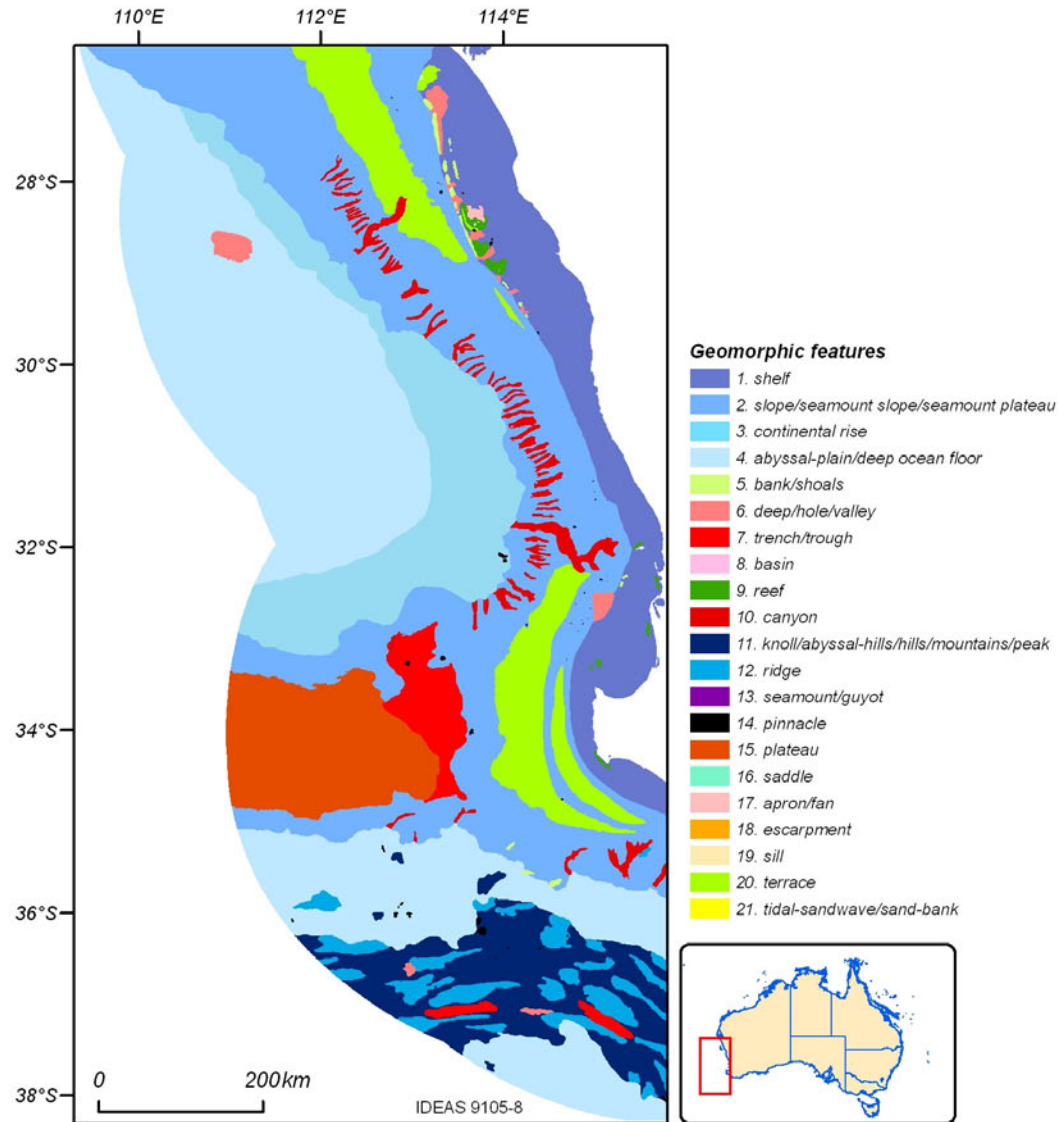 110°E 112°E 114°E
28°S
30°S
32°S
34°S
36°S
38°S
Geomorphic features
1. shelf
2. slope/seamount slope/seamount plateau
3. continental rise
4. abyssal-plain/deep ocean floor
5. bank/shoals
6. deep/hole/valley
7. trench/trough
8. basin
9. reef
10. canyon
11. knoll/abyssal-hills/hills/mountains/peak
12. ridge
13. seamount/guyot
14. pinnacle
15. plateau
16. saddle
17. apron/fan
18. escarpment
19. sill
20. terrace
21. tidal-sandwave/sand-bank
0 200km
IDEAS 9105-8